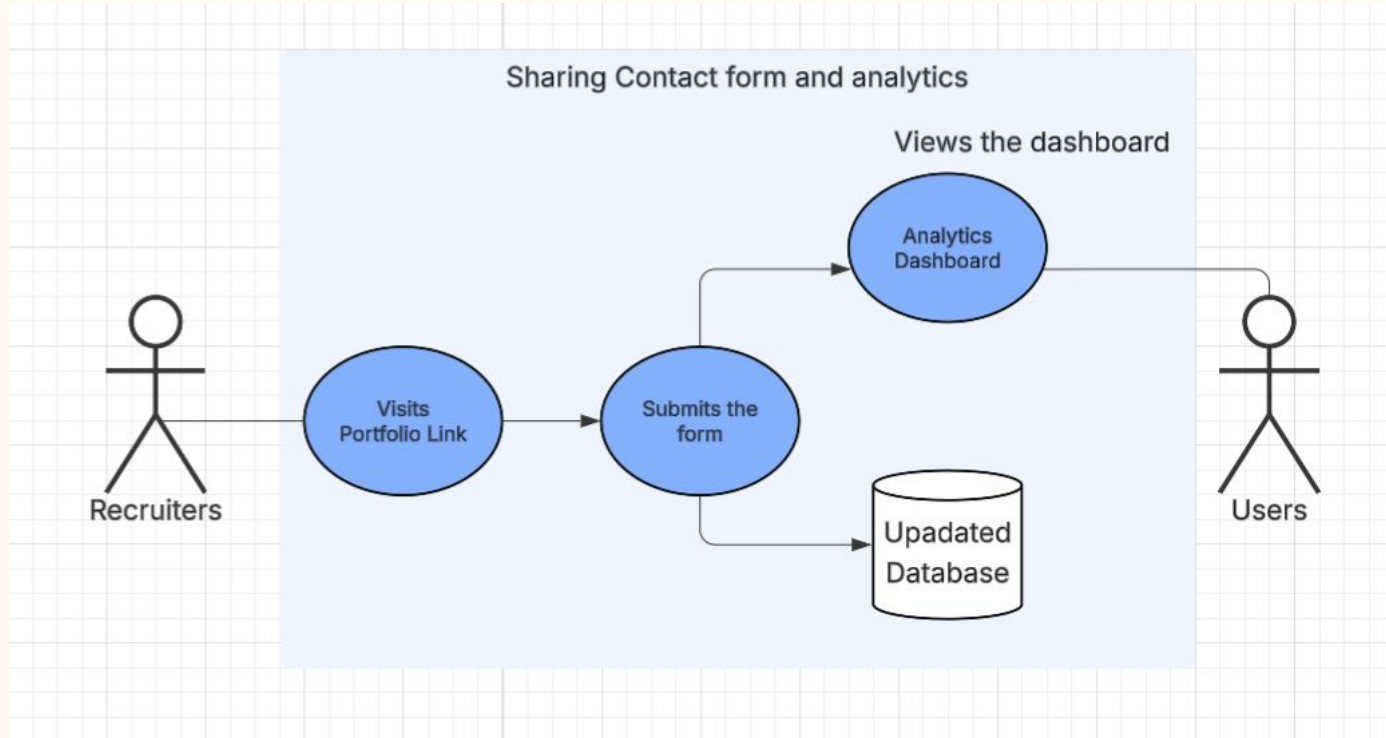 Sharing Contact form and analytics
Views the dashboard
Analytics
Dashboard
Visits
Portfolio Link
Submits the
form
Recruiters
Users
Upadated
Database